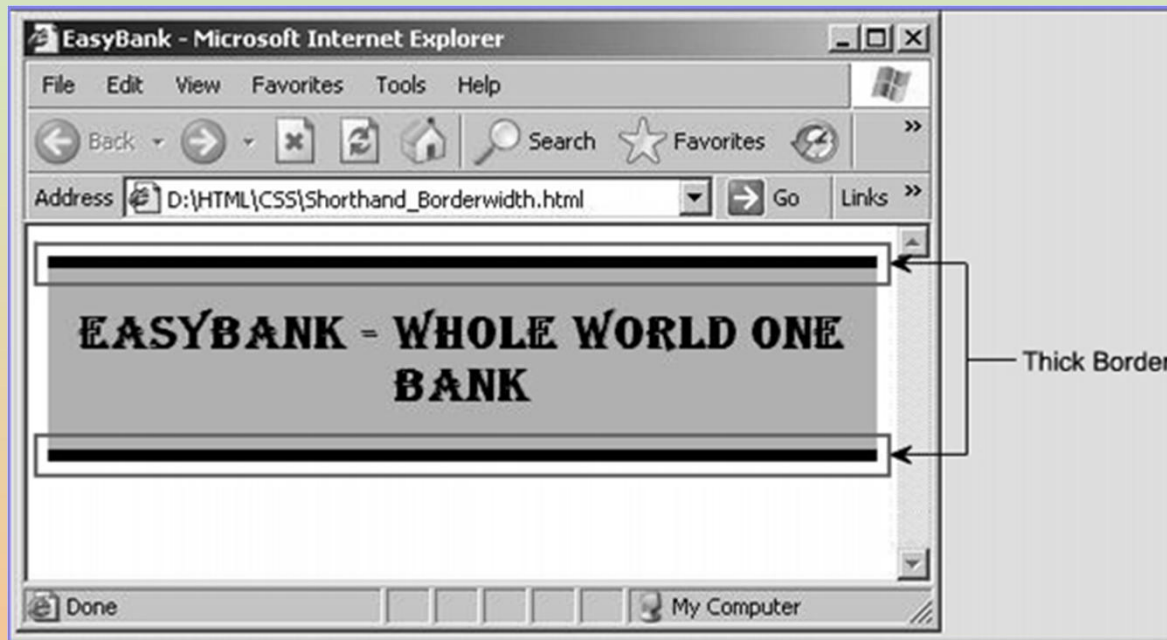 EasyBank - Microsoft Internet Explorer
File Edit View Favorites Tools Help
Back Search Favorites »
Address D:\HTML\CSS\Shorthand_Borderwidth.html Go Links »
EASYBANK - WHOLE WORLD ONE
BANK
Thick Border
Done My Computer